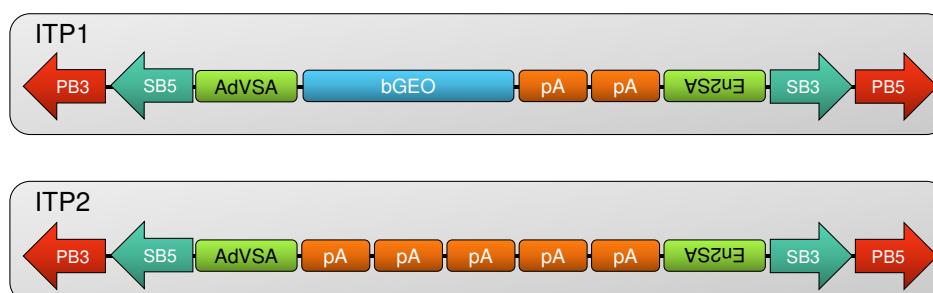 ITP1
PB3 SB5 AdVSA bGEO pA pA En2SA SB3 PB5
ITP2
PB3 SB5 AdVSA pA pA pA pA pA En2SA SB3 PB5